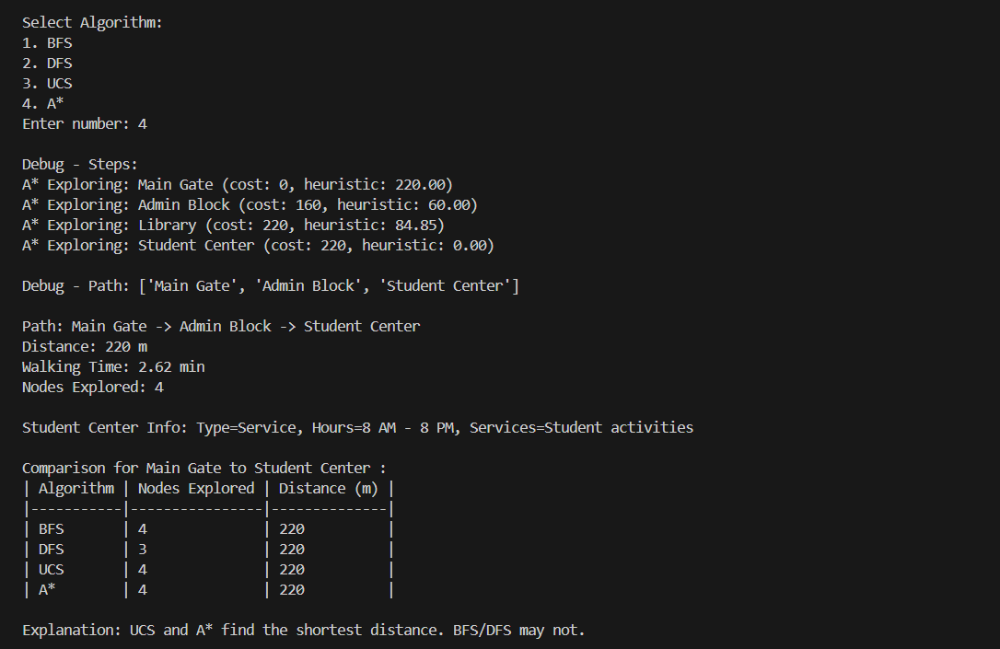 Select Algorithm:
1. BFS
2. DFS
3. UCS
4. A*
Enter number: 4
Debug - Steps:
A* Exploring: Main Gate (cost: 0, heuristic: 220.00)
A* Exploring: Admin Block (cost: 160, heuristic: 60.00)
A* Exploring: Library (cost: 220, heuristic: 84.85)
A* Exploring: Student Center (cost: 220, heuristic: 0.00)
Debug - Path: ['Main Gate', 'Admin Block', 'Student Center']
Path: Main Gate -> Admin Block -> Student Center
Distance: 220 m
Walking Time: 2.62 min
Nodes Explored: 4
Student Center Info: Type=Service, Hours=8 AM - 8 PM, Services=Student activities
Comparison for Main Gate to Student Center :
| Algorithm | Nodes Explored | Distance (m) |
|-----------|----------------|--------------|
| BFS       | 4              | 220          |
| DFS       | 3              | 220          |
| UCS       | 4              | 220          |
| A*        | 4              | 220          |
Explanation: UCS and A* find the shortest distance. BFS/DFS may not.